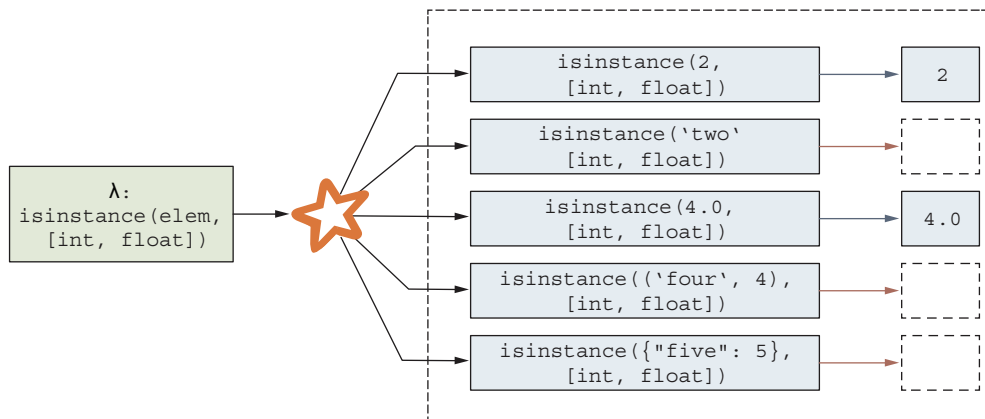 λ:
isinstance(elem,
[int, float])
isinstance(2,
[int, float])
2
isinstance(‘two‘
[int, float])
isinstance(4.0,
[int, float])
4.0
isinstance((‘four‘, 4),
[int, float])
isinstance({"five": 5},
[int, float])